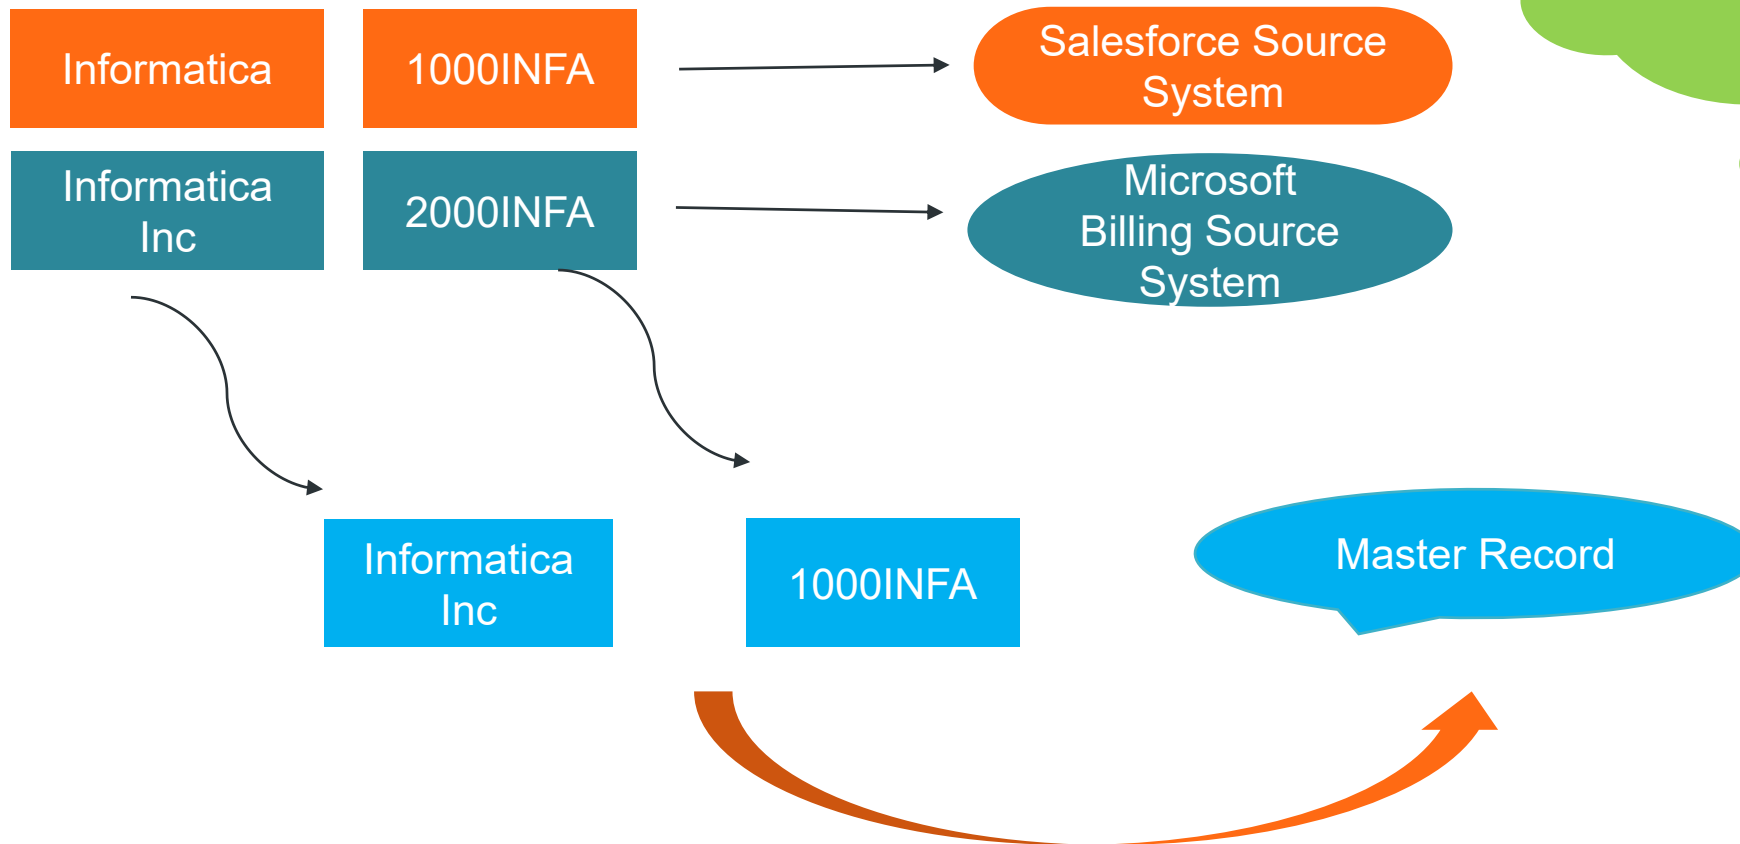 Informatica
1000INFA
Salesforce Source
System
Informatica
Inc
2000INFA
Microsoft
Billing Source
System
Informatica
Inc
1000INFA
Master Record